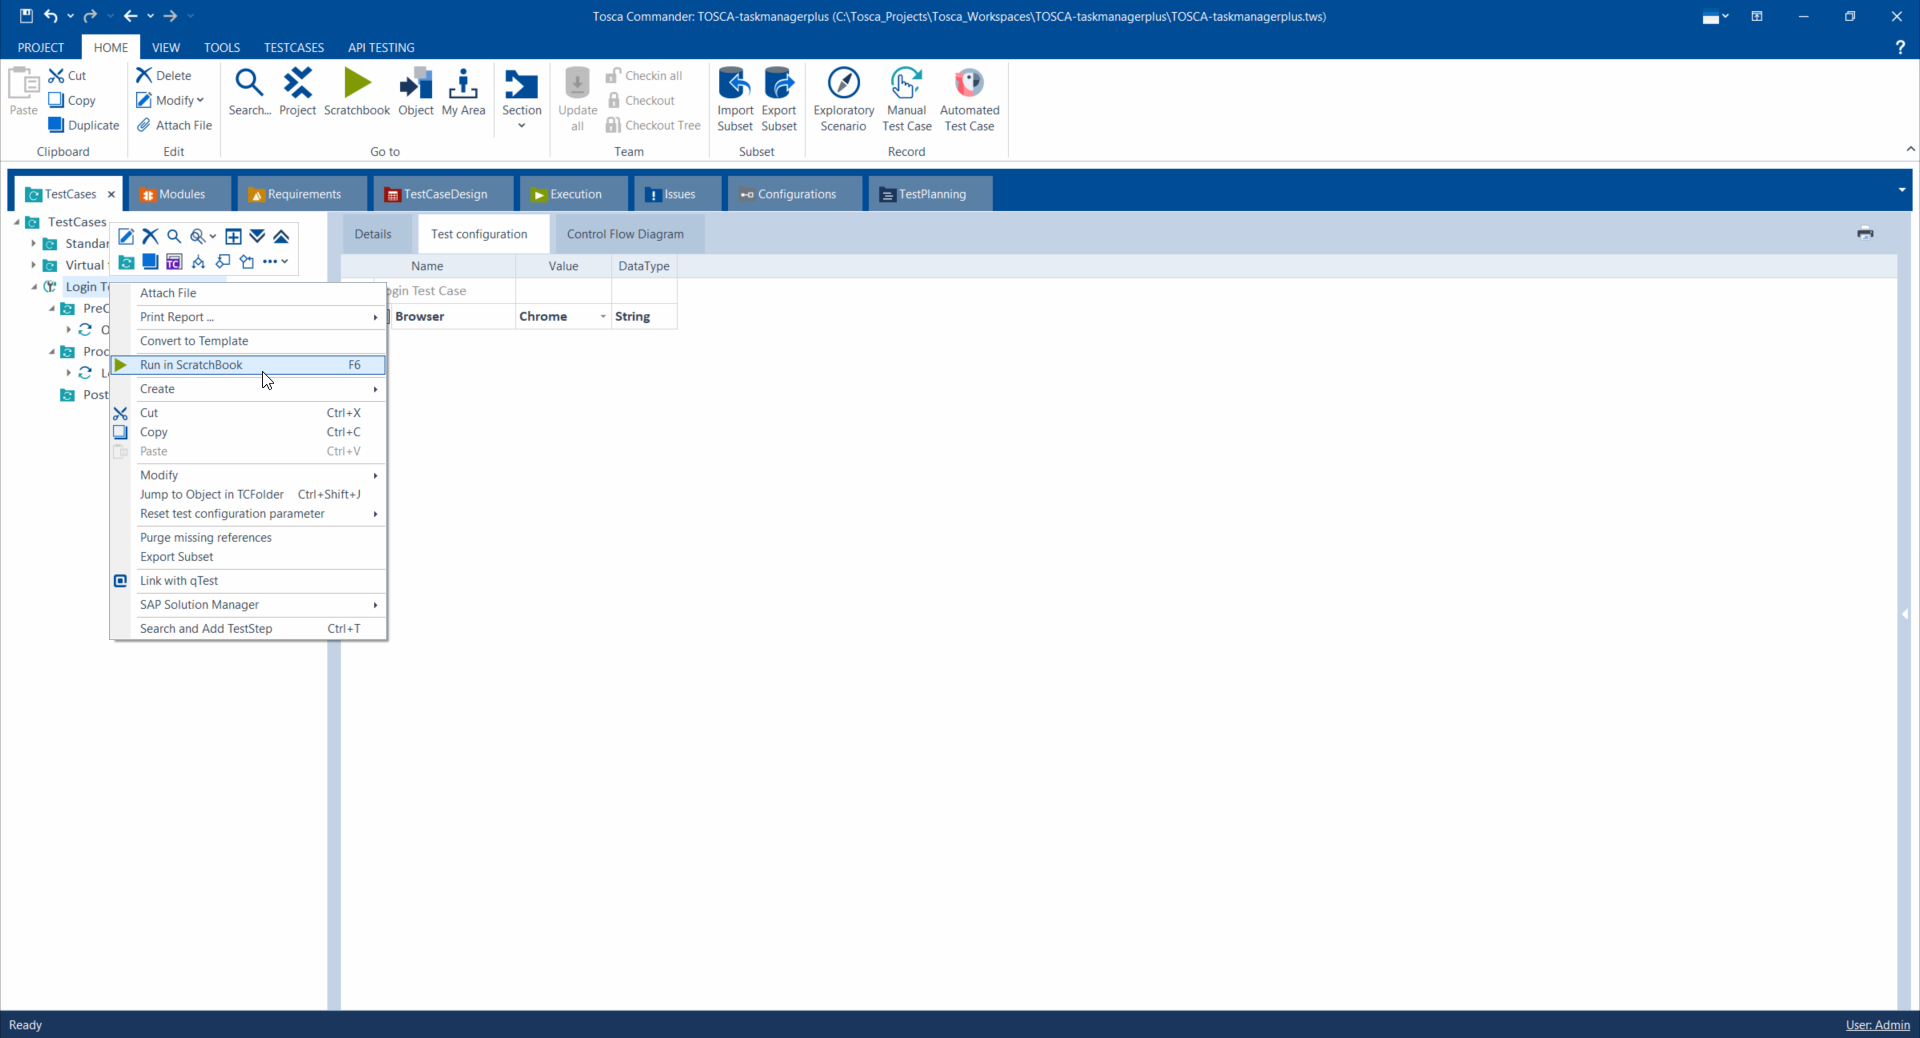 Tosca Commander: TOSCA-taskmanagerplus (C:\Tosca_Projects\Tosca_Workspaces\TOSCA-taskmanagerplus\TOSCA-taskmanagerplus.tws)
PROJECT HOME VIEW TOOLS TESTCASES API TESTING ?
Paste
Cut
Copy
Duplicate
Clipboard
Delete
Modify
Attach File
Edit
Search... Project Scratchbook Object My Area
Go to
Section
Update all
Checkin all
Checkout
Checkout Tree
Team
Import Subset
Export Subset
Subset
Exploratory Scenario
Manual Test Case
Automated Test Case
Record
TestCases Modules Requirements TestCaseDesign Execution Issues Configurations TestPlanning
TestCases
Standar
Virtual
Login Te
PreC
O
Proc
L
Post
TC
Attach File
Print Report ...
Convert to Template
Run in ScratchBook F6
Create
Cut Ctrl+X
Copy Ctrl+C
Paste Ctrl+V
Modify
Jump to Object in TCFolder Ctrl+Shift+J
Reset test configuration parameter
Purge missing references
Export Subset
Link with qTest
SAP Solution Manager
Search and Add TestStep Ctrl+T
Details Test configuration Control Flow Diagram
Name Value DataType
ogin Test Case
Browser Chrome String
Ready
User: Admin